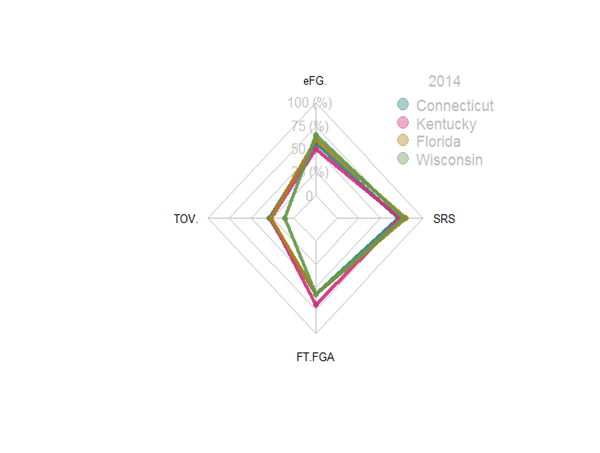 eFG.
2014
100 (%)
Connecticut
75 (%)
Kentucky
Florida
50 (%)
Wisconsin
25 (%)
0
TOV.
SRS
FT.FGA